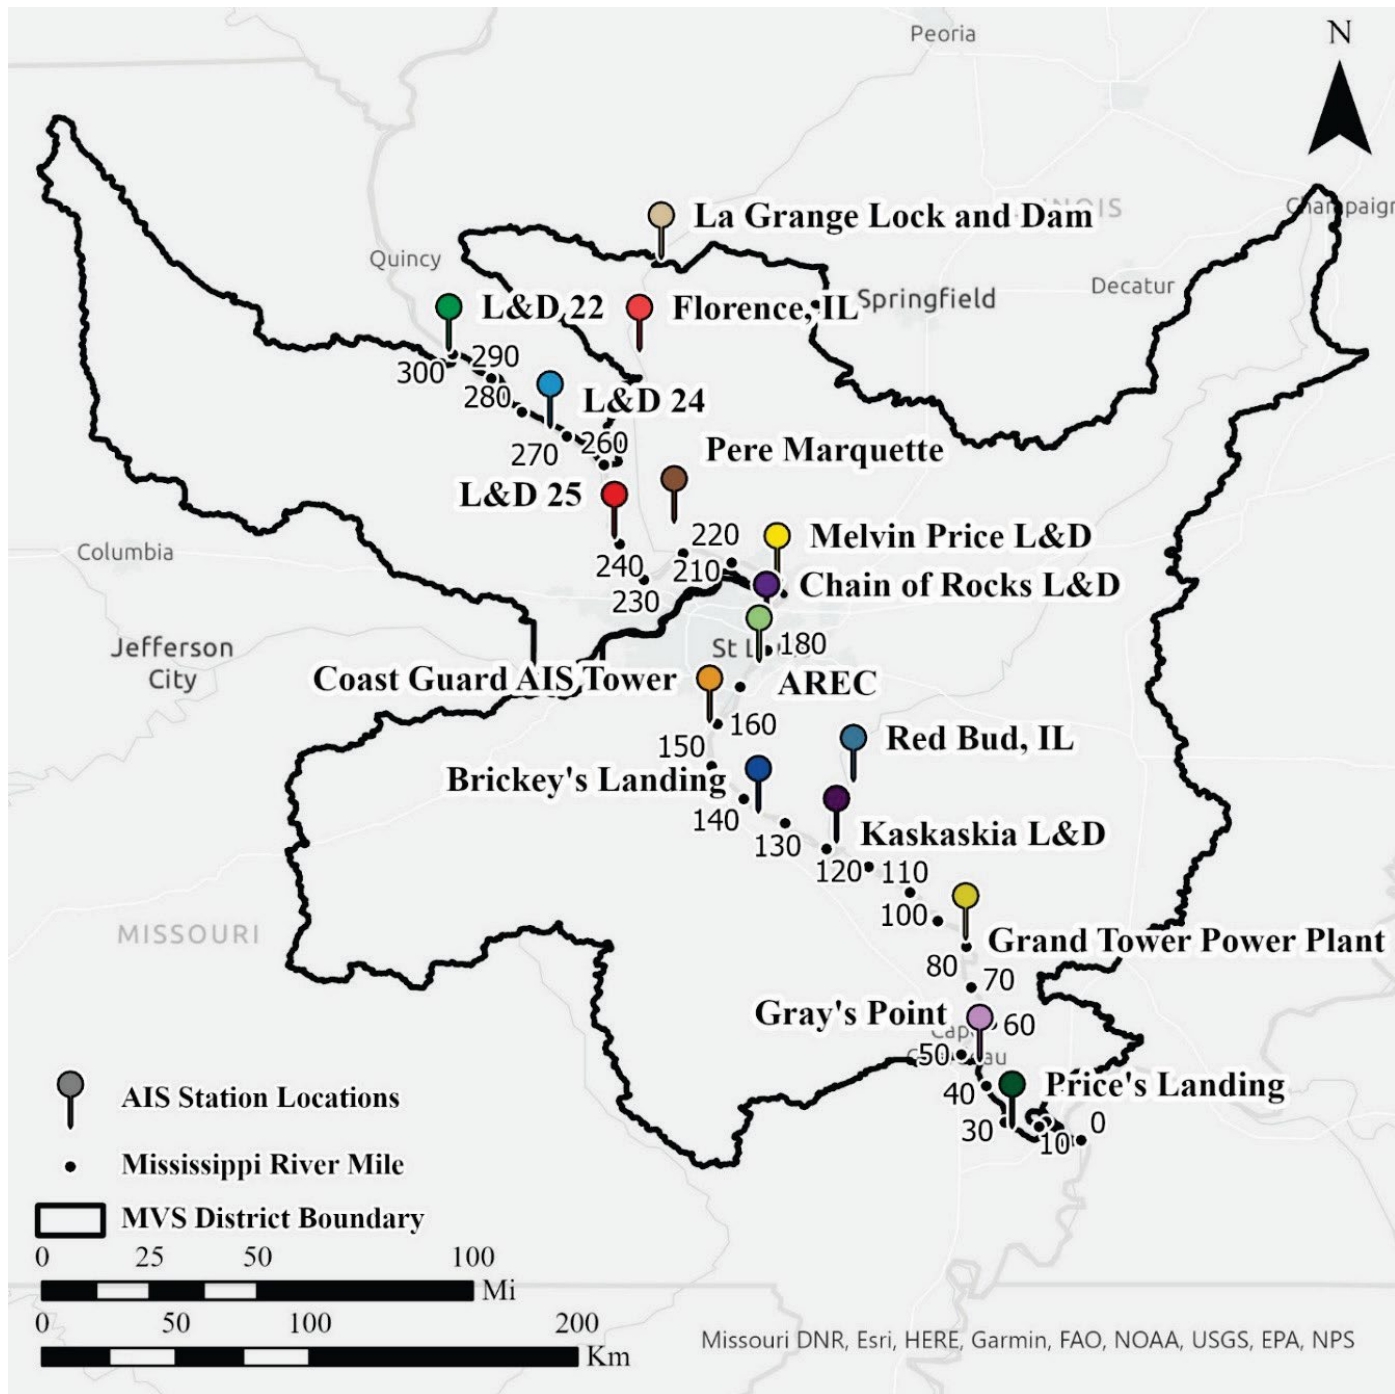 Peoria
N
ILLINOIS
Champaign
La Grange Lock and Dam
Quincy
Decatur
L&D 22
Florence, IL
Springfield
290
300
280
L&D 24
260
270
Pere Marquette
L&D 25
220
Melvin Price L&D
Columbia
240
210
Chain of Rocks L&D
230
180
Jefferson
City
St L
Coast Guard AIS Tower
AREC
160
Red Bud, IL
150
Brickey's Landing
140
130
Kaskaskia L&D
120
110
100
MISSOURI
Grand Tower Power Plant
80
70
Gray's Point
60
50
40
Price's Landing
30
10
0
AIS Station Locations
Mississippi River Mile
MVS District Boundary
0 25 50 100
Mi
0 50 100 200
Km
Missouri DNR, Esri, HERE, Garmin, FAO, NOAA, USGS, EPA, NPS